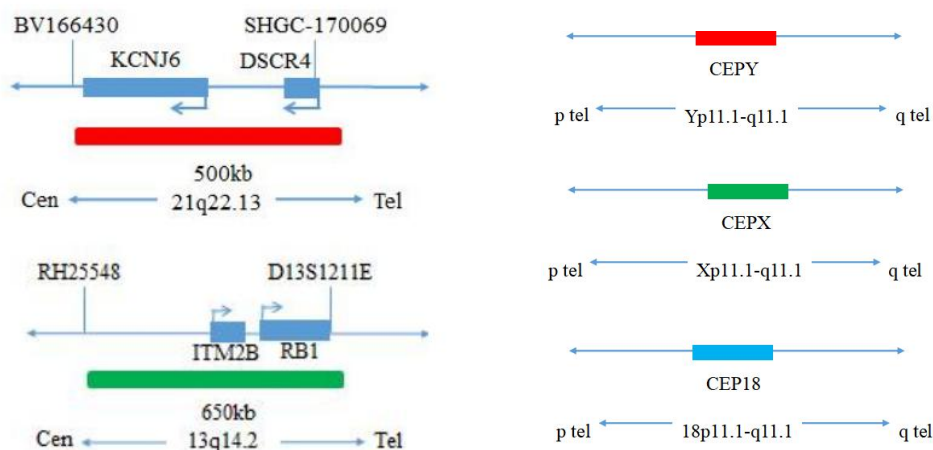 BV166430 SHGC-170069
KCNJ6 DSCR4
500kb
Cen 21q22.13 Tel
RH25548 D13S1211E
ITM2B RB1
650kb
Cen 13q14.2 Tel
CEPY
p tel Yp11.1-q11.1 q tel
CEPX
p tel Xp11.1-q11.1 q tel
CEP18
p tel 18p11.1-q11.1 q tel